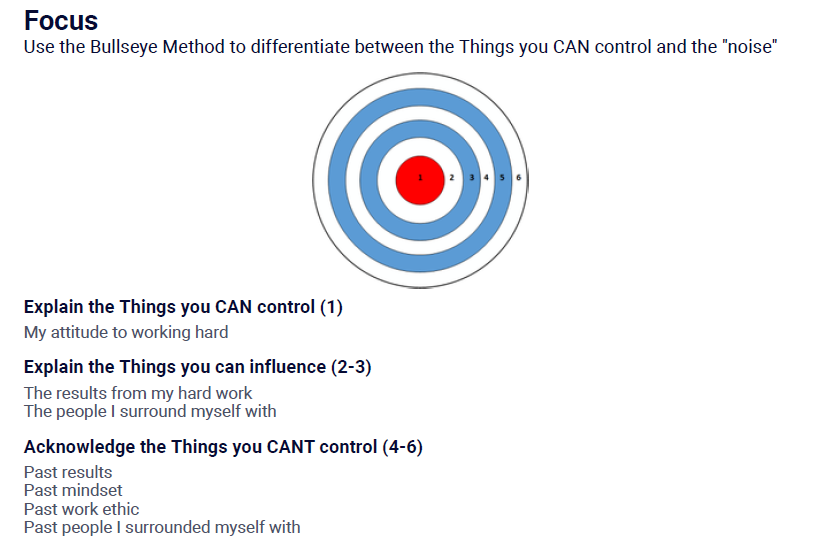 Focus
Use the Bullseye Method to differentiate between the Things you CAN control and the "noise"
1 2 3 4 5 6
Explain the Things you CAN control (1)
My attitude to working hard
Explain the Things you can influence (2-3)
The results from my hard work
The people I surround myself with
Acknowledge the Things you CANT control (4-6)
Past results
Past mindset
Past work ethic
Past people I surrounded myself with